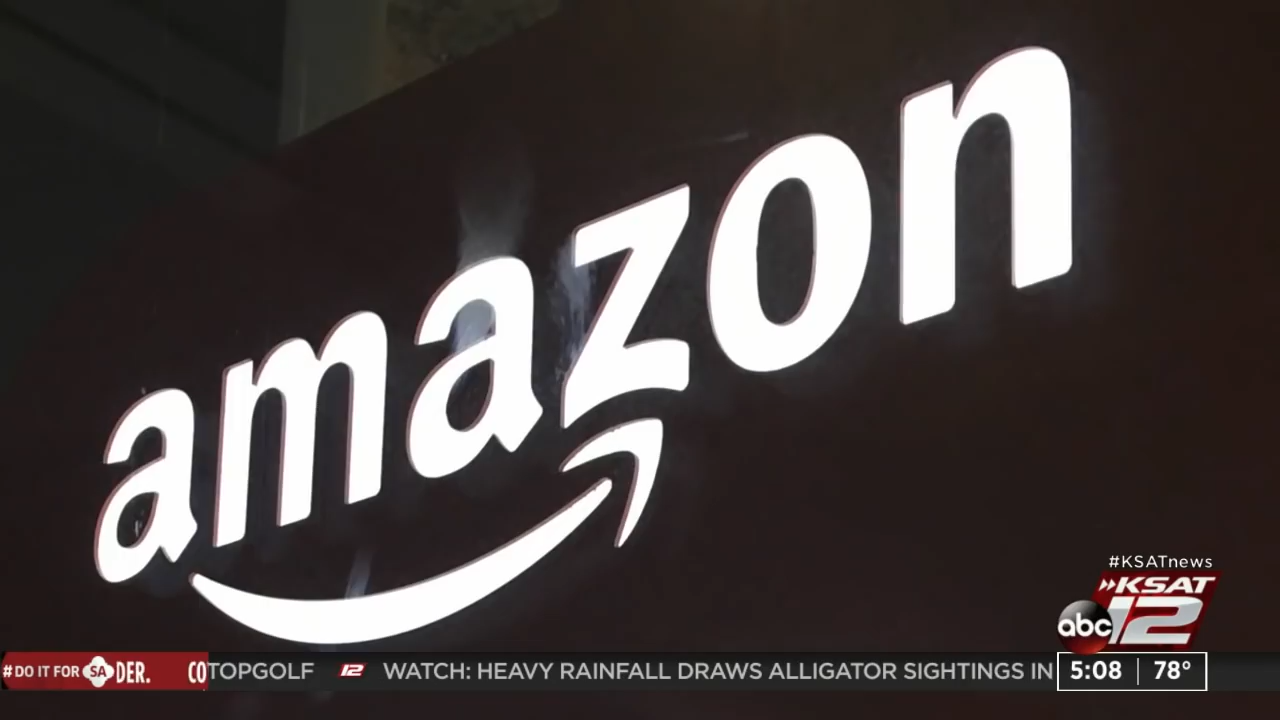 amazon
#KSATnews
KSAT
abc 12
#DO IT FOR SA DER. CO TOPGOLF 12 WATCH: HEAVY RAINFALL DRAWS ALLIGATOR SIGHTINGS IN 5:08 78°